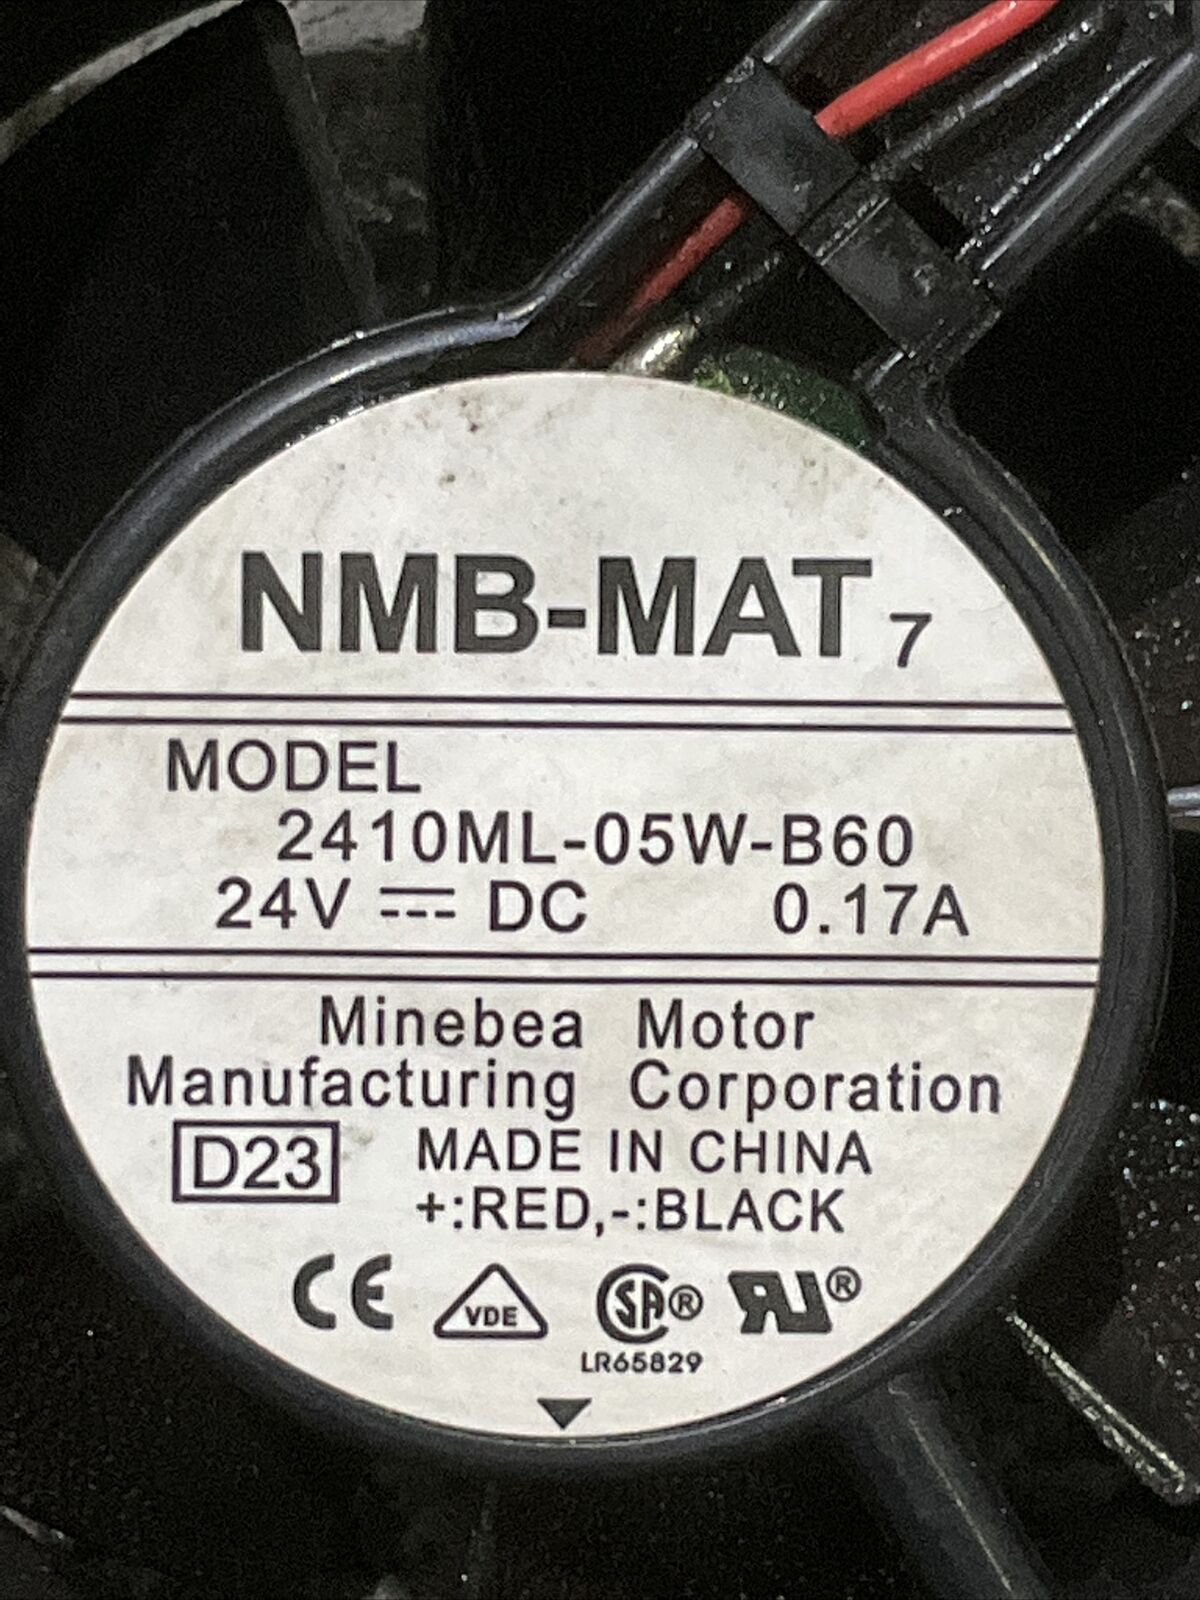 NMB-MAT 7
MODEL
2410ML-05W-B60
24V ⎓ DC 0.17A
Minebea Motor
Manufacturing Corporation
D23 MADE IN CHINA
+:RED,-:BLACK
CE VDE SA® RU®
LR65829